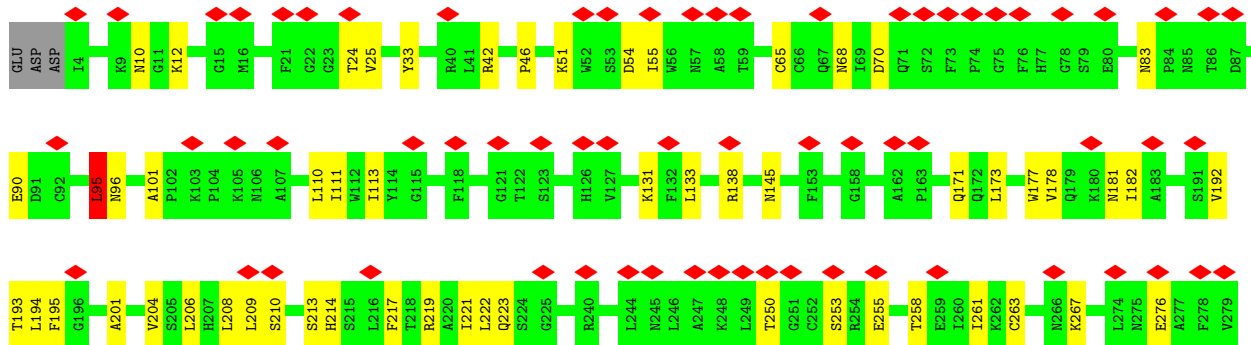 GLU ASP ASP I4 K9 N10 G11 K12 G15 M16 F21 G22 G23 T24 V25 Y33 R40 L41 R42 P46 K51 W52 S53 D54 I55 W56 N57 A58 T59 C65 C66 Q67 N68 I69 D70 Q71 S72 F73 P74 G75 F76 H77 G78 S79 E80 N83 P84 N85 T86 D87
E90 D91 C92 L95 N96 A101 P102 K103 P104 K105 N106 A107 L110 I111 W112 I113 Y114 G115 F118 G121 T122 S123 H126 V127 K131 F132 L133 R138 N145 F153 G158 A162 P163 Q171 Q172 L173 W177 V178 Q179 K180 N181 I182 A183 S191 V192
T193 L194 F195 G196 A201 V204 S205 L206 H207 L208 L209 S210 S213 H214 S215 L216 F217 T218 R219 A220 I221 L222 Q223 S224 G225 R240 L244 N245 L246 A247 K248 L249 T250 G251 C252 S253 R254 E255 T258 E259 I260 I261 K262 C263 N266 K267 L274 N275 E276 A277 F278 V279